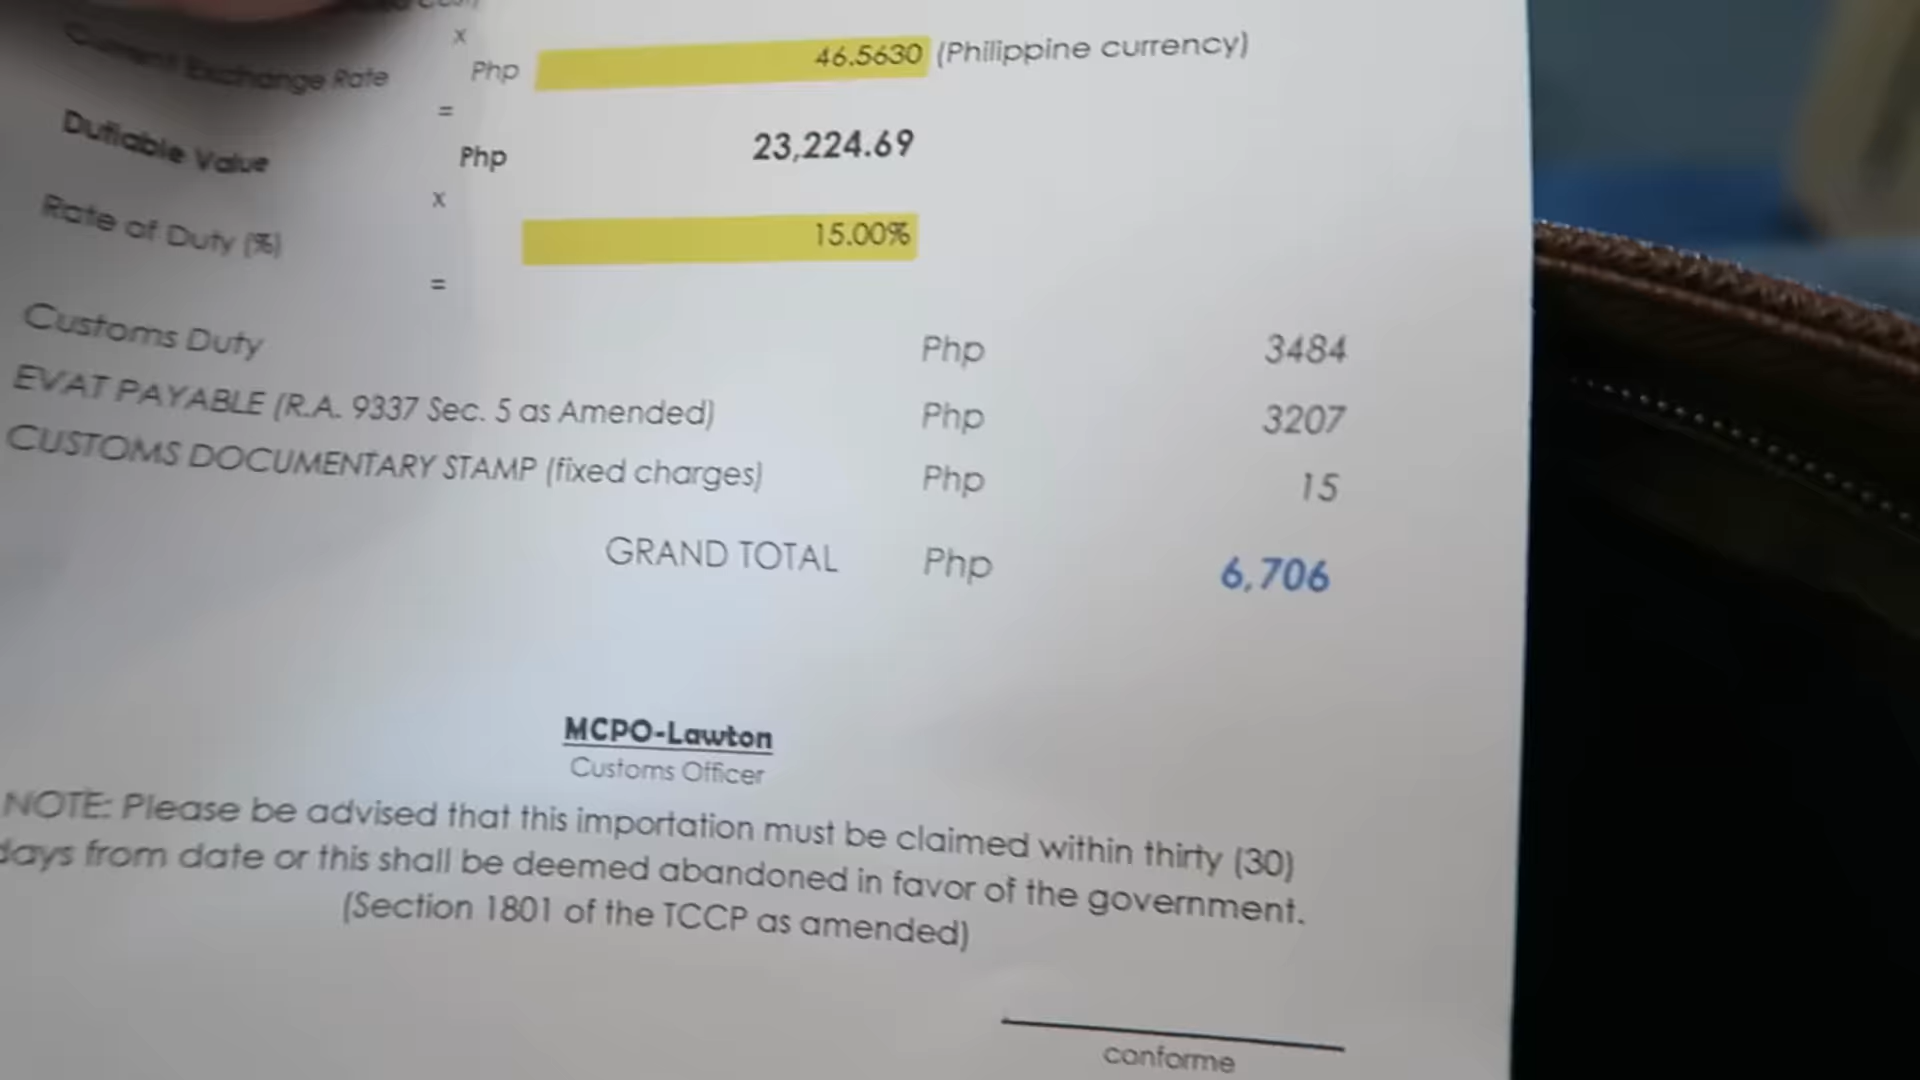 x
Current Exchange Rate Php 46.5630 (Philippine currency)
=
Dutiable Value Php 23,224.69
x
Rate of Duty (%) 15.00%
=
Customs Duty Php 3484
EVAT PAYABLE (R.A. 9337 Sec. 5 as Amended) Php 3207
CUSTOMS DOCUMENTARY STAMP (fixed charges) Php 15
GRAND TOTAL Php 6,706
MCPO-Lawton
Customs Officer
NOTE: Please be advised that this importation must be claimed within thirty (30)
days from date or this shall be deemed abandoned in favor of the government.
(Section 1801 of the TCCP as amended)
conforme